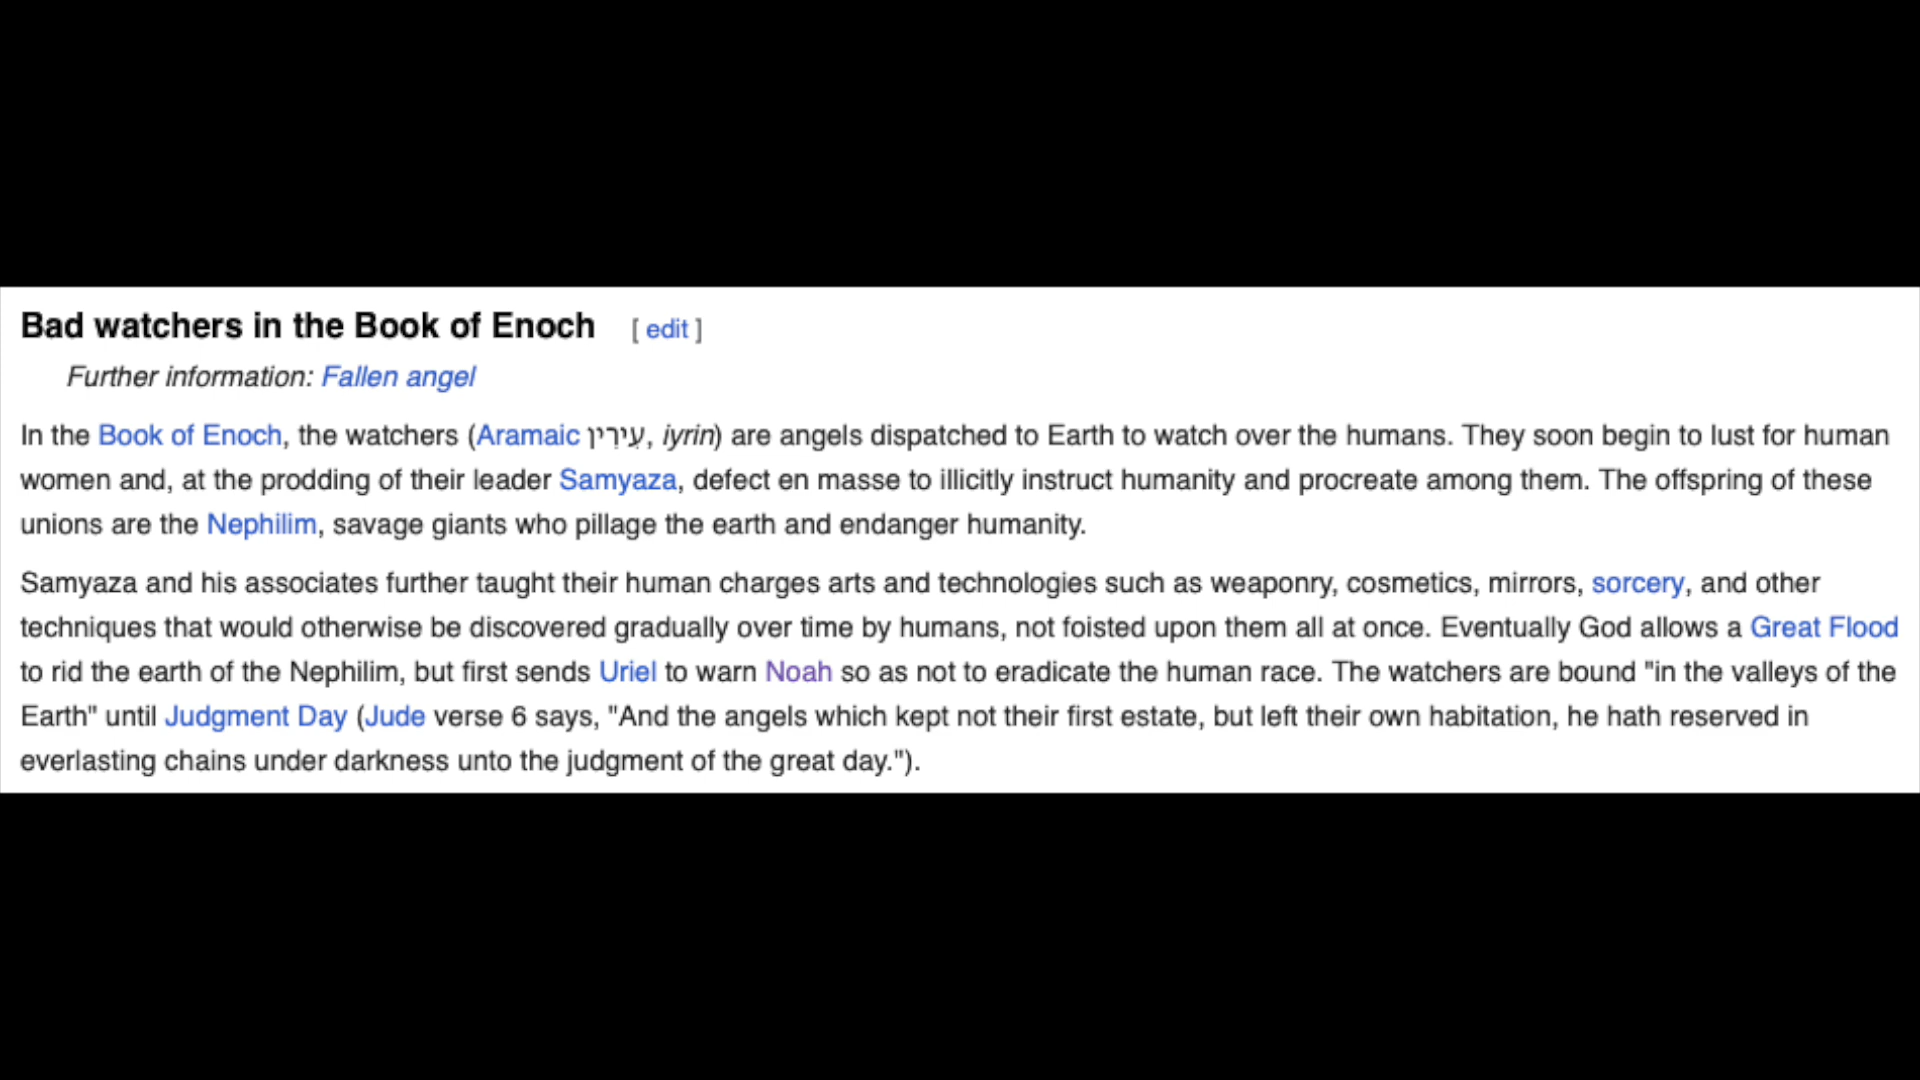 Bad watchers in the Book of Enoch [ edit ]
Further information: Fallen angel
In the Book of Enoch, the watchers (Aramaic עִירִין, iyrin) are angels dispatched to Earth to watch over the humans. They soon begin to lust for human
women and, at the prodding of their leader Samyaza, defect en masse to illicitly instruct humanity and procreate among them. The offspring of these
unions are the Nephilim, savage giants who pillage the earth and endanger humanity.
Samyaza and his associates further taught their human charges arts and technologies such as weaponry, cosmetics, mirrors, sorcery, and other
techniques that would otherwise be discovered gradually over time by humans, not foisted upon them all at once. Eventually God allows a Great Flood
to rid the earth of the Nephilim, but first sends Uriel to warn Noah so as not to eradicate the human race. The watchers are bound "in the valleys of the
Earth" until Judgment Day (Jude verse 6 says, "And the angels which kept not their first estate, but left their own habitation, he hath reserved in
everlasting chains under darkness unto the judgment of the great day.").